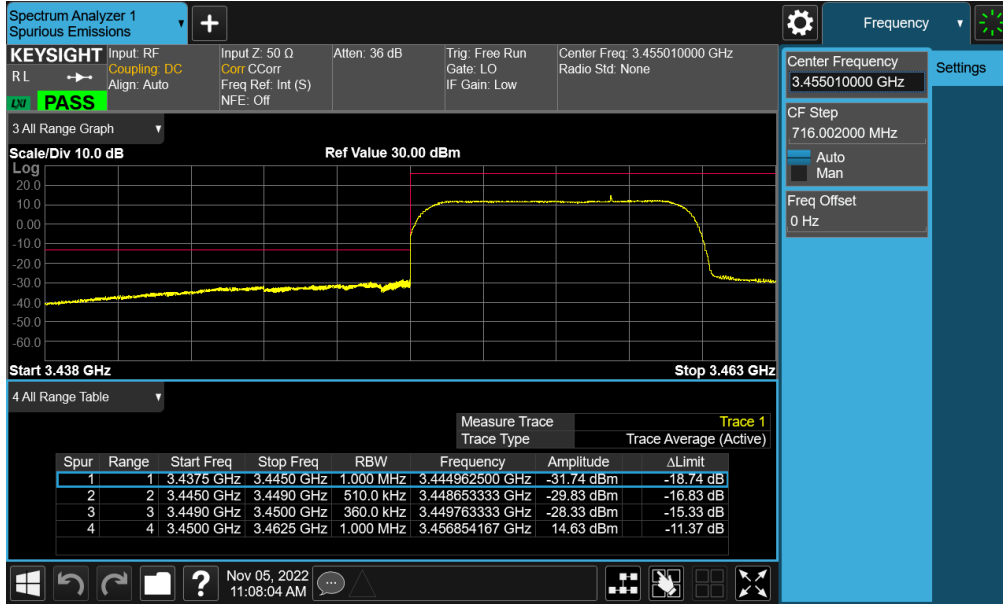 Spectrum Analyzer 1
Spurious Emissions
Frequency
KEYSIGHT
R L
LXI
PASS
Input: RF
Coupling: DC
Align: Auto
Input Z: 50 Ω
Corr CCorr
Freq Ref: Int (S)
NFE: Off
Atten: 36 dB
Trig: Free Run
Gate: LO
IF Gain: Low
Center Freq: 3.455010000 GHz
Radio Std: None
Center Frequency
3.455010000 GHz
Settings
CF Step
716.002000 MHz
Auto
Man
Freq Offset
0 Hz
3 All Range Graph
Scale/Div 10.0 dB
Ref Value 30.00 dBm
Log
20.0
10.0
0.00
-10.0
-20.0
-30.0
-40.0
-50.0
-60.0
Start 3.438 GHz
Stop 3.463 GHz
4 All Range Table
Measure Trace Trace 1
Trace Type Trace Average (Active)
Spur Range Start Freq Stop Freq RBW Frequency Amplitude ΔLimit
1 1 3.4375 GHz 3.4450 GHz 1.000 MHz 3.444962500 GHz -31.74 dBm -18.74 dB
2 2 3.4450 GHz 3.4490 GHz 510.0 kHz 3.448653333 GHz -29.83 dBm -16.83 dB
3 3 3.4490 GHz 3.4500 GHz 360.0 kHz 3.449763333 GHz -28.33 dBm -15.33 dB
4 4 3.4500 GHz 3.4625 GHz 1.000 MHz 3.456854167 GHz 14.63 dBm -11.37 dB
?
Nov 05, 2022
11:08:04 AM